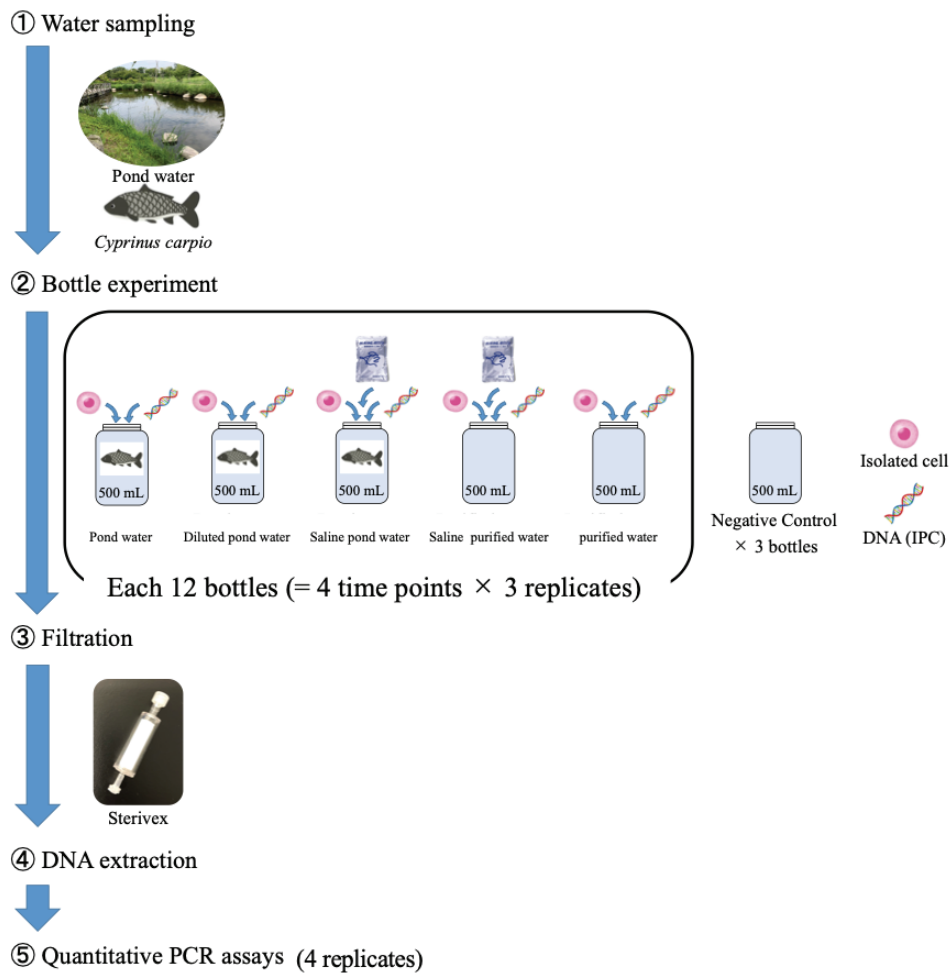 ① Water sampling
Pond water
Cyprinus carpio
② Bottle experiment
500 mL
500 mL
500 mL
500 mL
500 mL
500 mL
Pond water
Diluted pond water
Saline pond water
Saline purified water
purified water
Negative Control
× 3 bottles
Isolated cell
DNA (IPC)
Each 12 bottles (= 4 time points × 3 replicates)
③ Filtration
Sterivex
④ DNA extraction
⑤ Quantitative PCR assays (4 replicates)